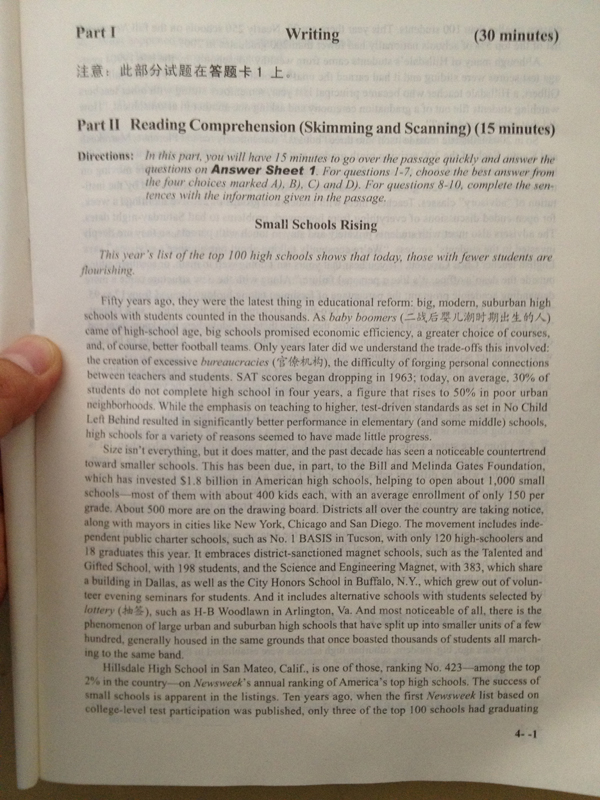 Part I Writing (30 minutes)
注意：此部分试题在答题卡1上。
Part II Reading Comprehension (Skimming and Scanning) (15 minutes)
Directions: In this part, you will have 15 minutes to go over the passage quickly and answer the
questions on Answer Sheet 1. For questions 1-7, choose the best answer from
the four choices marked A), B), C) and D). For questions 8-10, complete the sen-
tences with the information given in the passage.
Small Schools Rising
This year's list of the top 100 high schools shows that today, those with fewer students are
flourishing.
Fifty years ago, they were the latest thing in educational reform: big, modern, suburban high
schools with students counted in the thousands. As baby boomers (二战后婴儿潮时期出生的人)
came of high-school age, big schools promised economic efficiency, a greater choice of courses,
and, of course, better football teams. Only years later did we understand the trade-offs this involved:
the creation of excessive bureaucracies (官僚机构), the difficulty of forging personal connections
between teachers and students. SAT scores began dropping in 1963; today, on average, 30% of
students do not complete high school in four years, a figure that rises to 50% in poor urban
neighborhoods. While the emphasis on teaching to higher, test-driven standards as set in No Child
Left Behind resulted in significantly better performance in elementary (and some middle) schools,
high schools for a variety of reasons seemed to have made little progress.
Size isn't everything, but it does matter, and the past decade has seen a noticeable countertrend
toward smaller schools. This has been due, in part, to the Bill and Melinda Gates Foundation,
which has invested $1.8 billion in American high schools, helping to open about 1,000 small
schools—most of them with about 400 kids each, with an average enrollment of only 150 per
grade. About 500 more are on the drawing board. Districts all over the country are taking notice,
along with mayors in cities like New York, Chicago and San Diego. The movement includes inde-
pendent public charter schools, such as No. 1 BASIS in Tucson, with only 120 high-schoolers and
18 graduates this year. It embraces district-sanctioned magnet schools, such as the Talented and
Gifted School, with 198 students, and the Science and Engineering Magnet, with 383, which share
a building in Dallas, as well as the City Honors School in Buffalo, N.Y., which grew out of volun-
teer evening seminars for students. And it includes alternative schools with students selected by
lottery (抽签), such as H-B Woodlawn in Arlington, Va. And most noticeable of all, there is the
phenomenon of large urban and suburban high schools that have split up into smaller units of a few
hundred, generally housed in the same grounds that once boasted thousands of students all march-
ing to the same band.
Hillsdale High School in San Mateo, Calif., is one of those, ranking No. 423—among the top
2% in the country—on Newsweek's annual ranking of America's top high schools. The success of
small schools is apparent in the listings. Ten years ago, when the first Newsweek list based on
college-level test participation was published, only three of the top 100 schools had graduating
4- -1